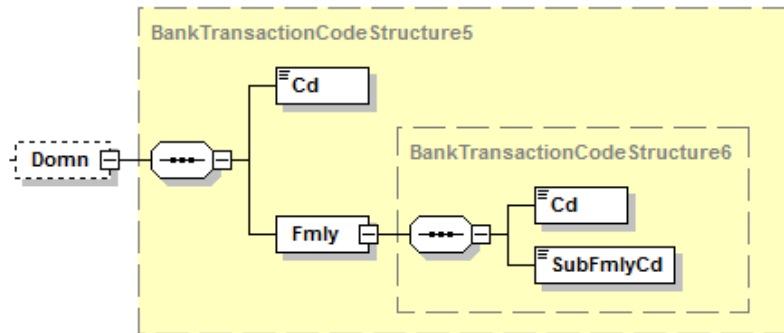 BankTransactionCodeStructure5
Cd
Domn
BankTransactionCodeStructure6
Cd
Fmly
SubFmlyCd